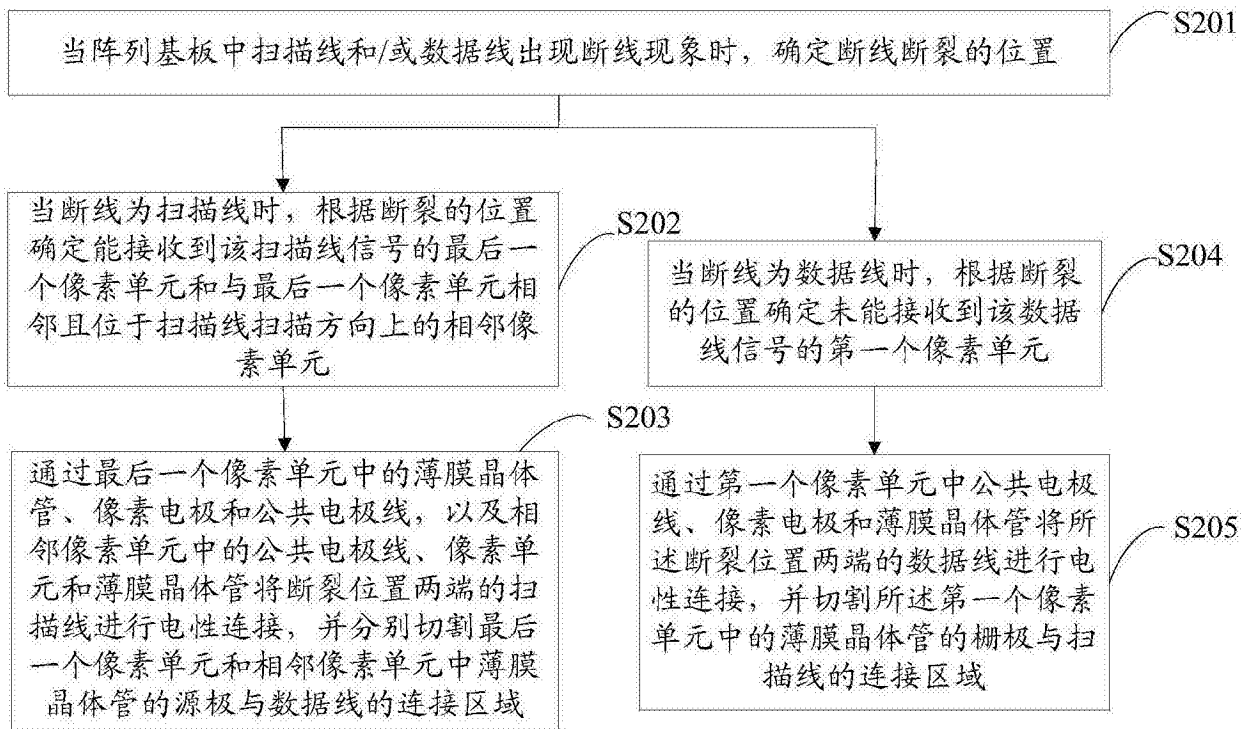 S201
当阵列基板中扫描线和/或数据线出现断线现象时，确定断线断裂的位置
S202
当断线为扫描线时，根据断裂的位置
确定能接收到该扫描线信号的最后一
个像素单元和与最后一个像素单元相
邻且位于扫描线扫描方向上的相邻像
素单元
S204
当断线为数据线时，根据断裂
的位置确定未能接收到该数据
线信号的第一个像素单元
S203
通过最后一个像素单元中的薄膜晶体
管、像素电极和公共电极线，以及相
邻像素单元中的公共电极线、像素单
元和薄膜晶体管将断裂位置两端的扫
描线进行电性连接，并分别切割最后
一个像素单元和相邻像素单元中薄膜
晶体管的源极与数据线的连接区域
S205
通过第一个像素单元中公共电极
线、像素电极和薄膜晶体管将所
述断裂位置两端的数据线进行电
性连接，并切割所述第一个像素
单元中的薄膜晶体管的栅极与扫
描线的连接区域